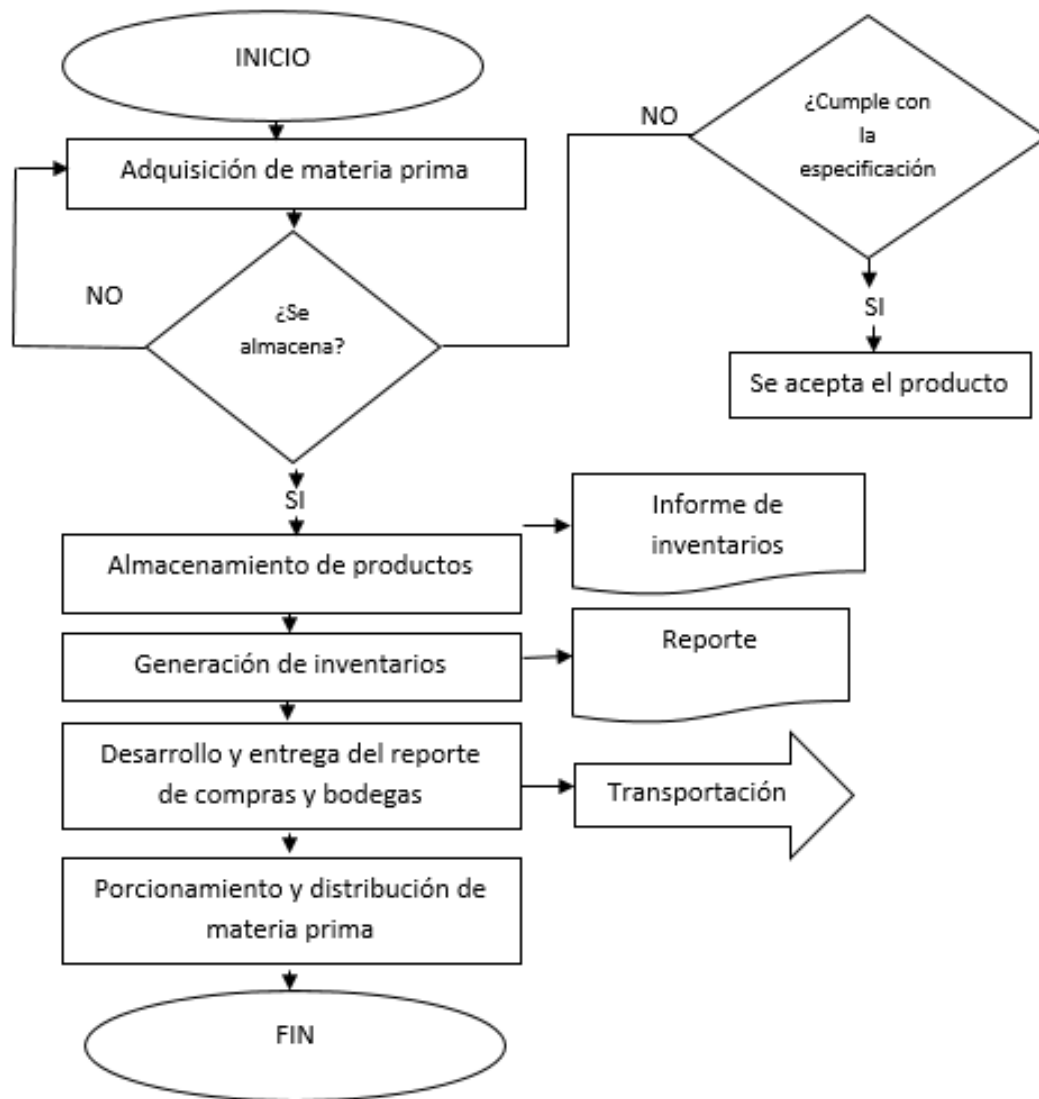 INICIO
Adquisición de materia prima
NO
¿Se
almacena?
NO
¿Cumple con
la
especificación
SI
Se acepta el producto
SI
Almacenamiento de productos
Informe de
inventarios
Generación de inventarios
Reporte
Desarrollo y entrega del reporte
de compras y bodegas
Transportación
Porcionamiento y distribución de
materia prima
FIN